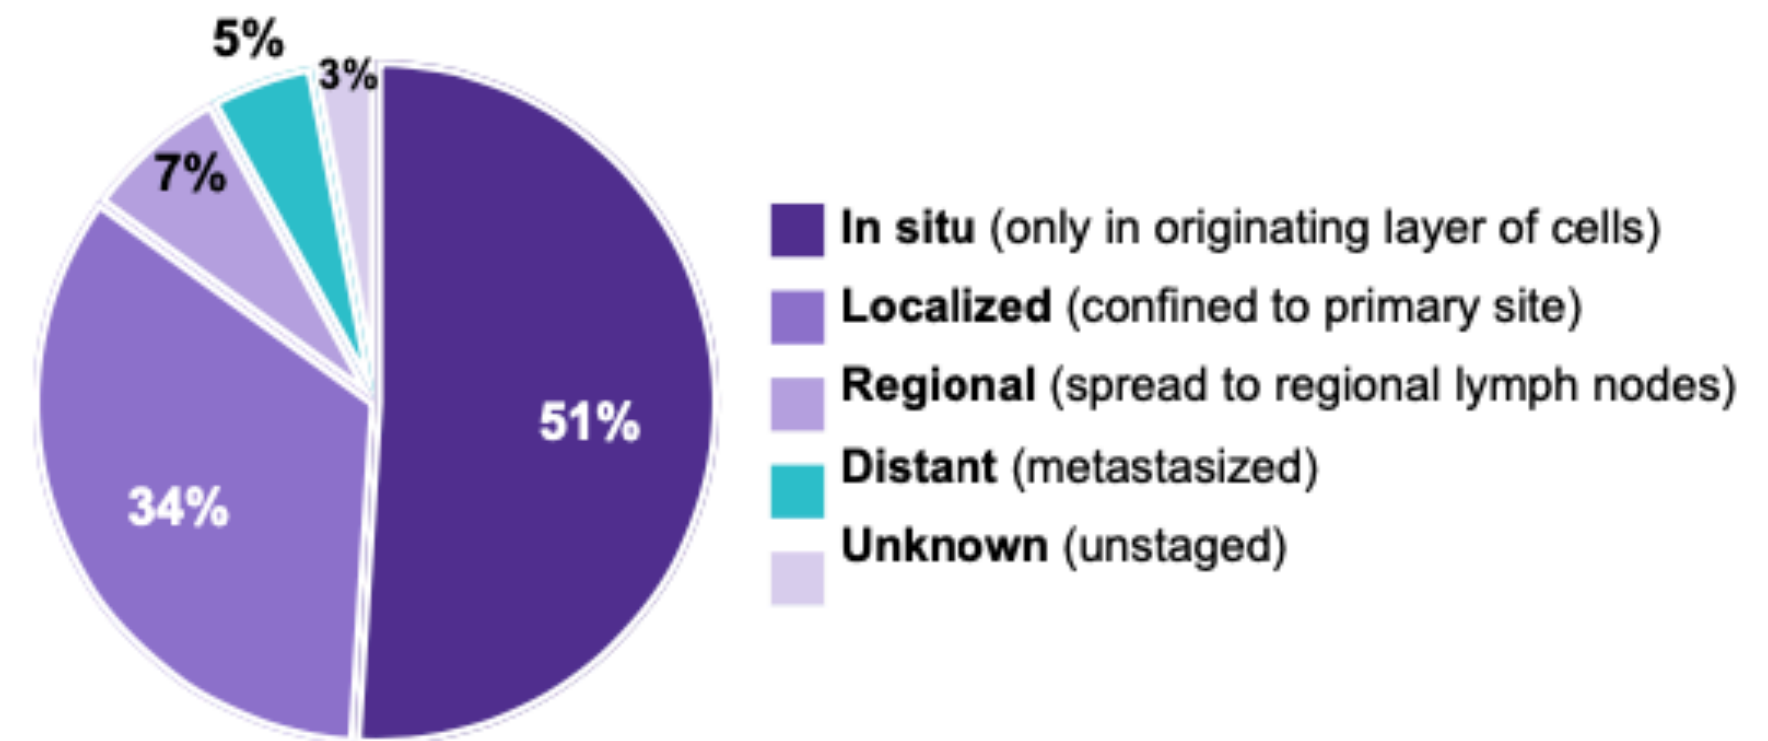 5%
3%
7%
51%
34%
In situ (only in originating layer of cells)
Localized (confined to primary site)
Regional (spread to regional lymph nodes)
Distant (metastasized)
Unknown (unstaged)